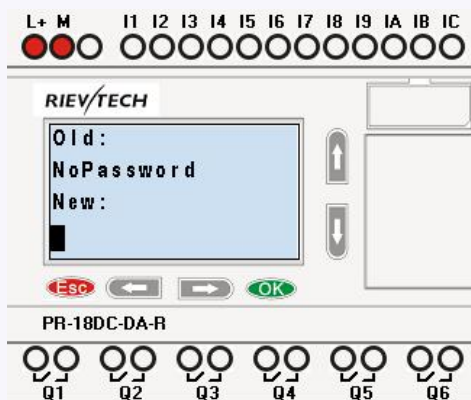 L+ M I1 I2 I3 I4 I5 I6 I7 I8 I9 IA IB IC
RIEVTECH
Old:
NoPassword
New:
Esc OK
PR-18DC-DA-R
Q1 Q2 Q3 Q4 Q5 Q6